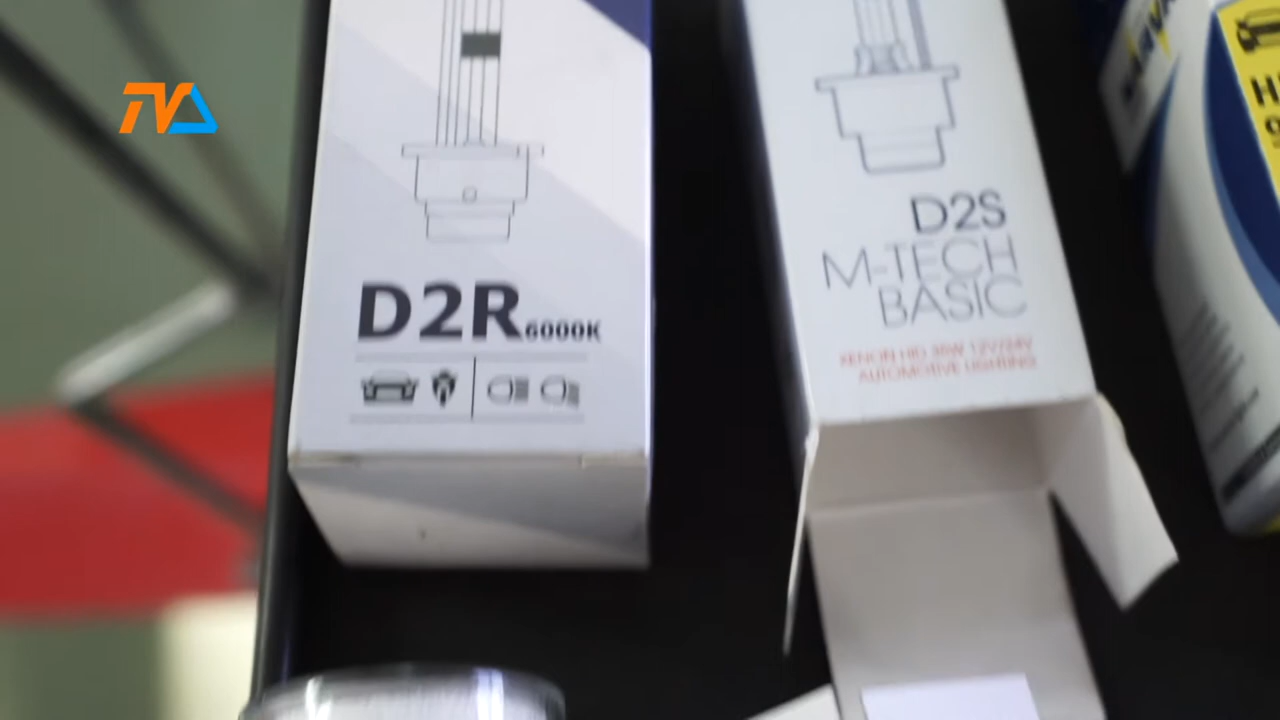 TVA
D2R 6000K
D2S
M-TECH
BASIC
XENON HID 35W 12V/24V
AUTOMOTIVE LIGHTING